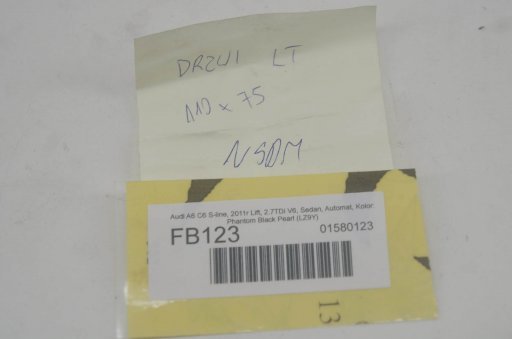 DRZWI LT
110 x 75
NSDM
Audi A6 C6 S-line, 2011r Lift, 2.7TDI V6, Sedan, Automat, Kolor:
Phantom Black Pearl (LZ9Y)
FB123 01580123
13